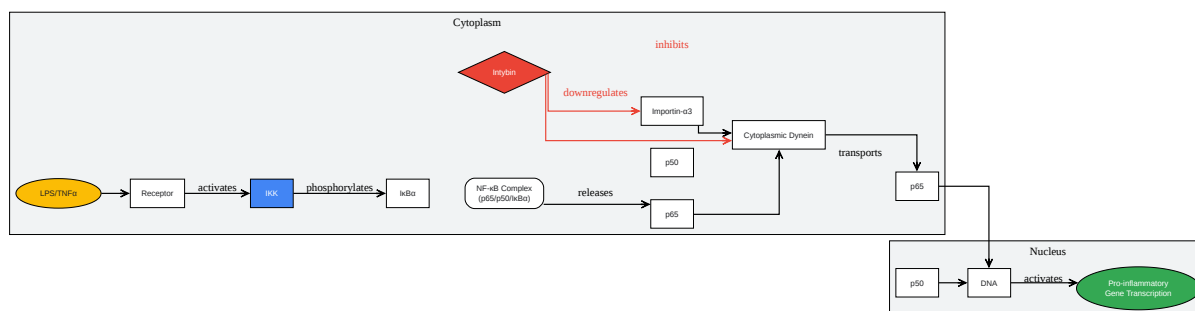 Cytoplasm
inhibits
Intybin
downregulates
Importin-α3
Cytoplasmic Dynein
transports
p50
LPS/TNFα
Receptor
activates
IKK
phosphorylates
IκBα
NF-κB Complex
(p65/p50/IκBα)
releases
p65
p65
Nucleus
p50
DNA
activates
Pro-inflammatory
Gene Transcription